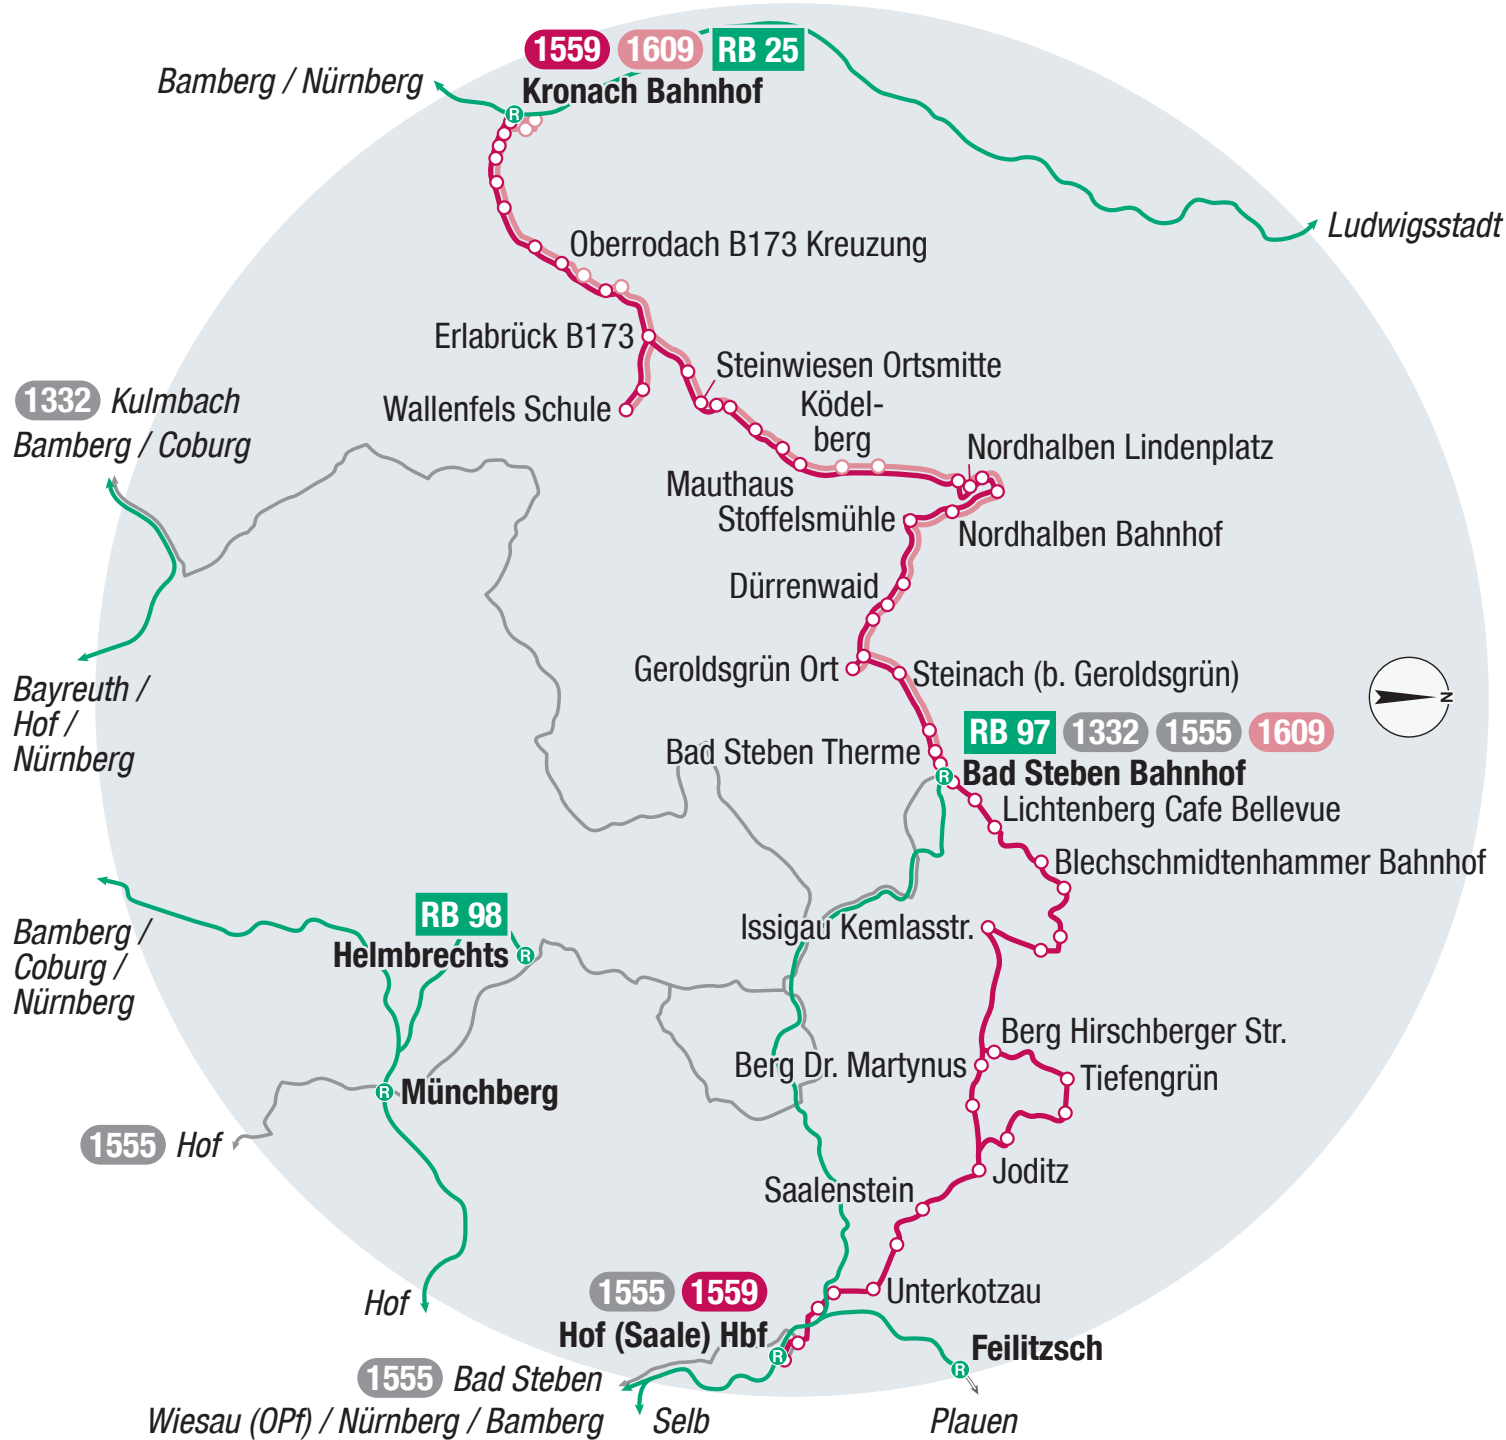 1559 1609 RB 25
Kronach Bahnhof
Bamberg / Nürnberg
Ludwigsstadt
Oberrodach B173 Kreuzung
Erlabrück B173
Steinwiesen Ortsmitte
Wallenfels Schule
Ködel-
berg
1332 Kulmbach
Bamberg / Coburg
Nordhalben Lindenplatz
Mauthaus
Stoffelsmühle
Nordhalben Bahnhof
Dürrenwaid
Geroldsgrün Ort
Steinach (b. Geroldsgrün)
Bayreuth /
Hof /
Nürnberg
N
RB 97 1332 1555 1609
Bad Steben Therme
Bad Steben Bahnhof
Lichtenberg Cafe Bellevue
Blechschmidtenhammer Bahnhof
RB 98
Helmbrechts
Issigau Kemlasstr.
Bamberg /
Coburg /
Nürnberg
Berg Hirschberger Str.
Berg Dr. Martynus
Tiefengrün
Münchberg
1555 Hof
Joditz
Saalenstein
Hof
1555 1559
Unterkotzau
Hof (Saale) Hbf
Feilitzsch
1555 Bad Steben
Wiesau (OPf) / Nürnberg / Bamberg
Selb
Plauen
R
R
R
R
R
R